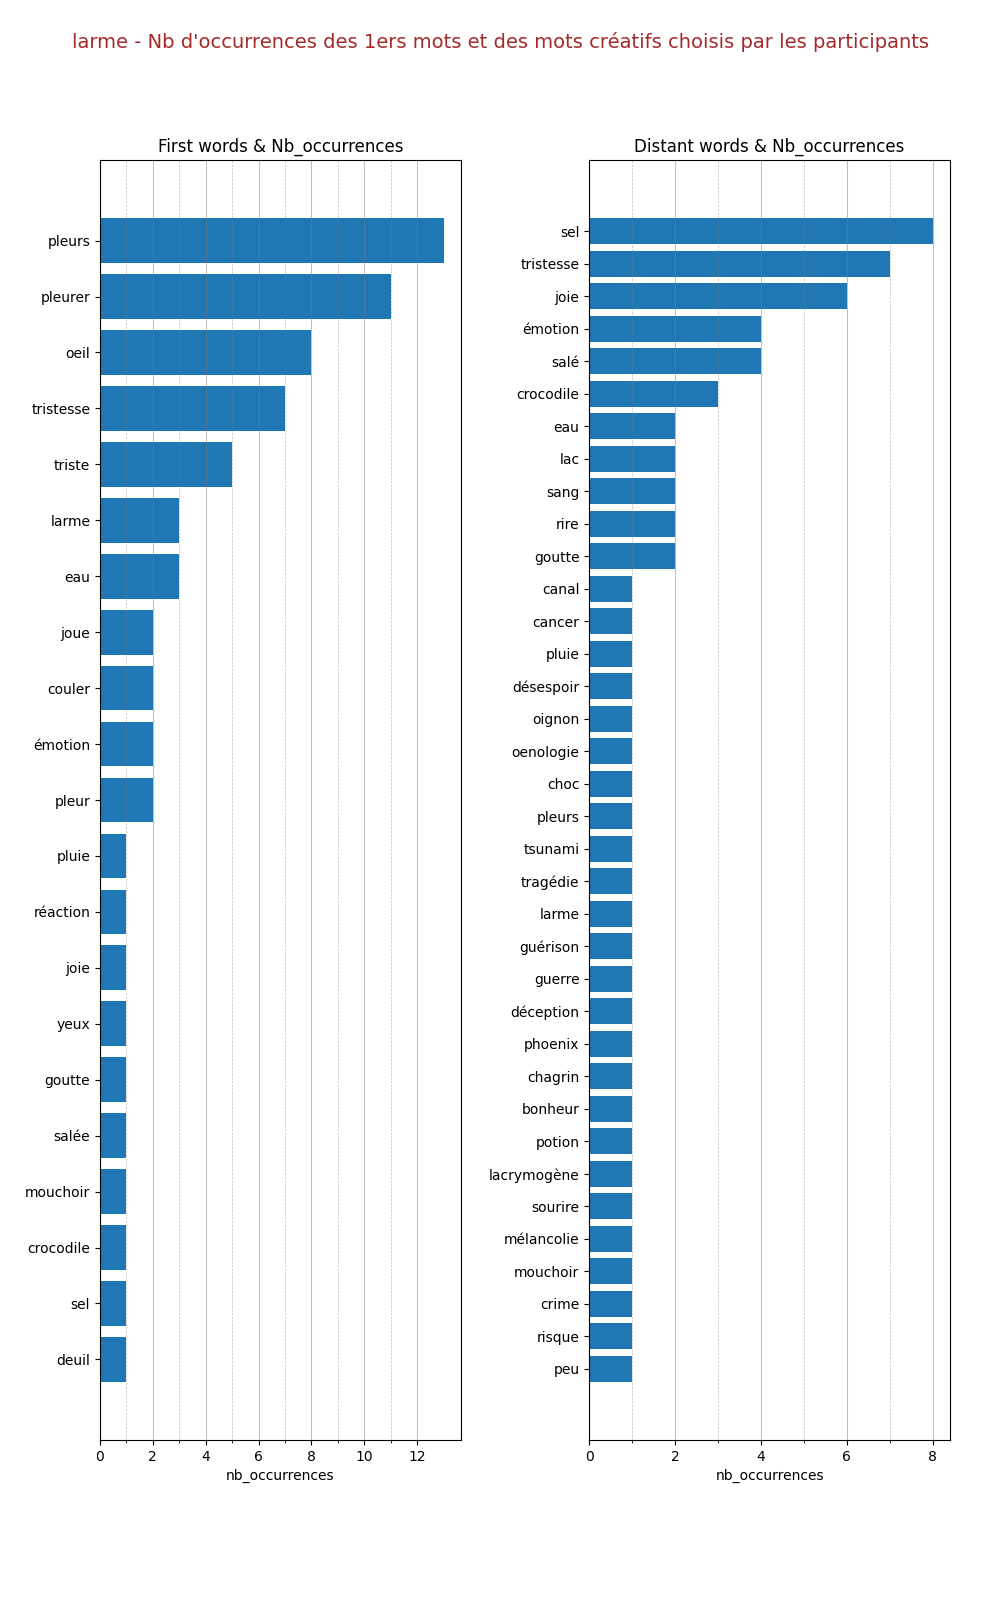 larme - Nb d'occurrences des 1ers mots et des mots créatifs choisis par les participants
First words & Nb_occurrences
pleurs
pleurer
oeil
tristesse
triste
larme
eau
joue
couler
émotion
pleur
pluie
réaction
joie
yeux
goutte
salée
mouchoir
crocodile
sel
deuil
0 2 4 6 8 10 12
nb_occurrences
Distant words & Nb_occurrences
sel
tristesse
joie
émotion
salé
crocodile
eau
lac
sang
rire
goutte
canal
cancer
pluie
désespoir
oignon
oenologie
choc
pleurs
tsunami
tragédie
larme
guérison
guerre
déception
phoenix
chagrin
bonheur
potion
lacrymogène
sourire
mélancolie
mouchoir
crime
risque
peu
0 2 4 6 8
nb_occurrences